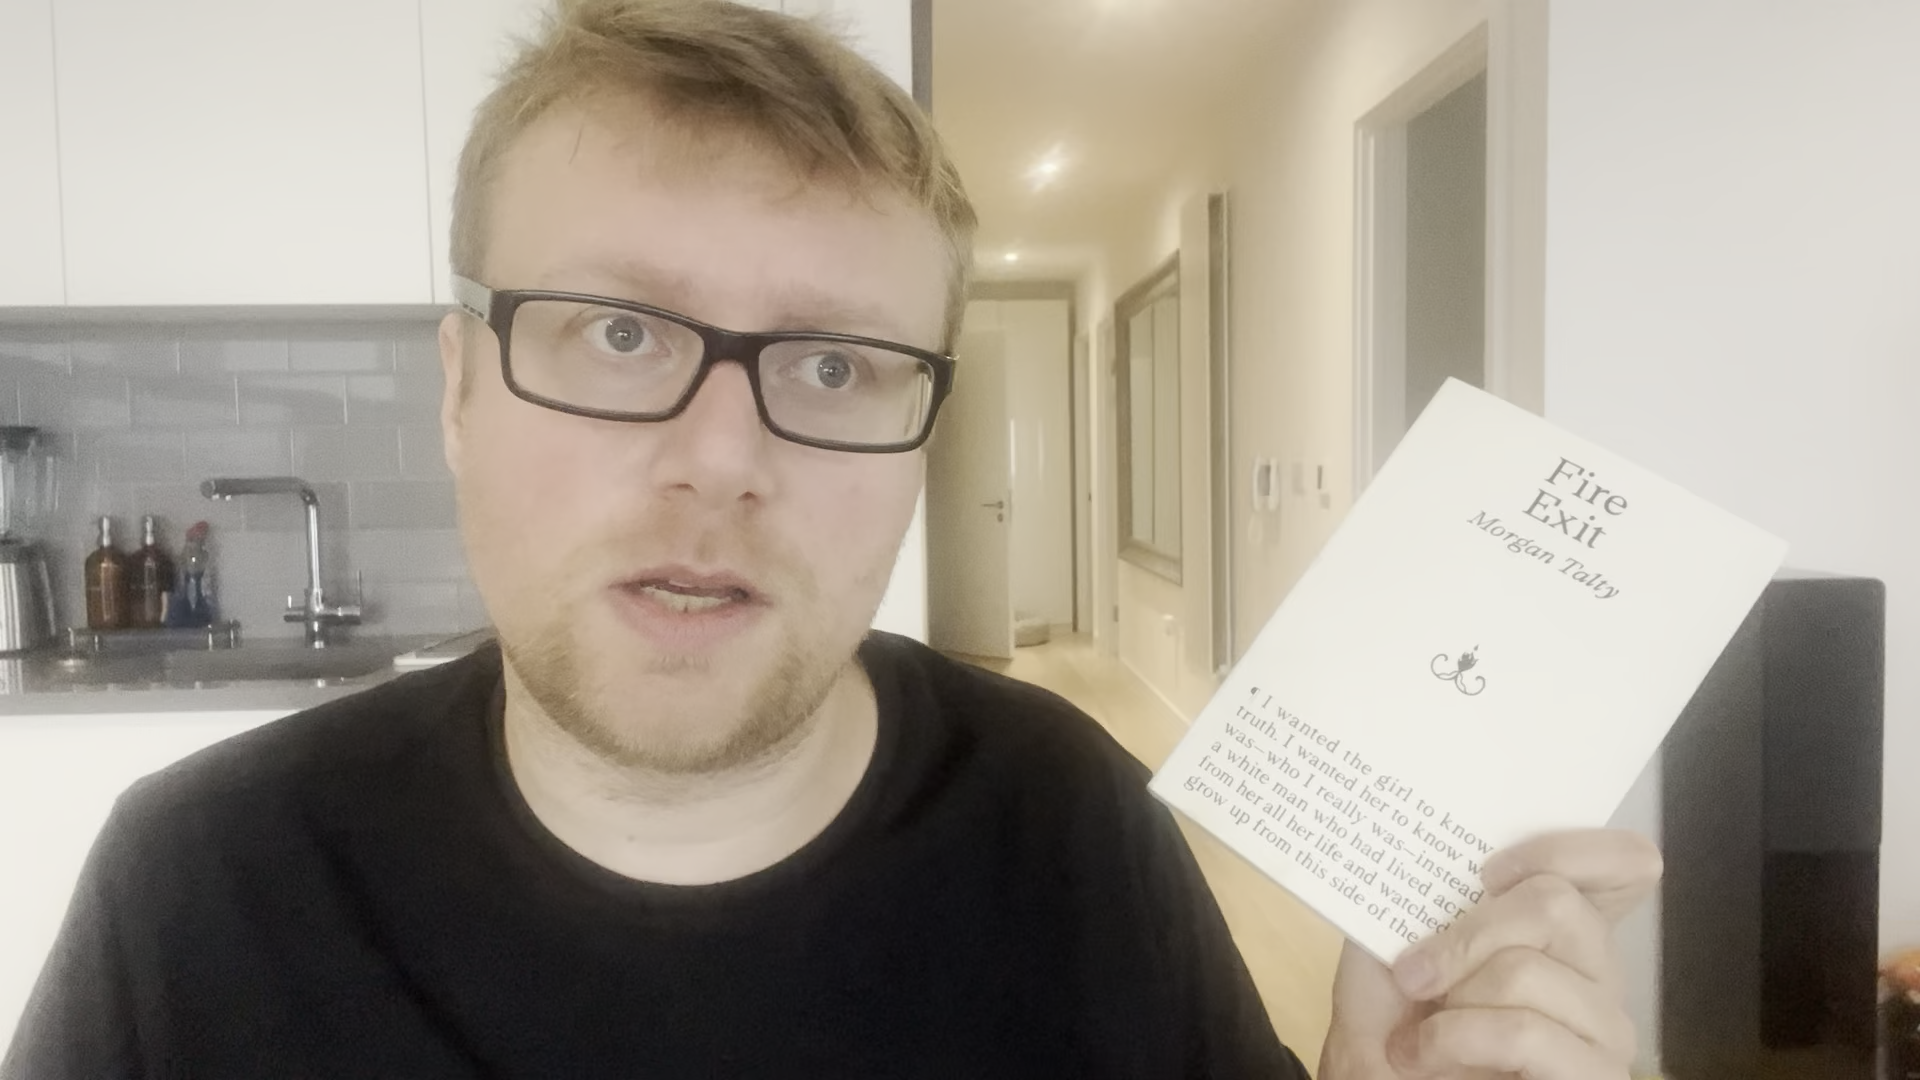 Fire
Exit
Morgan Talty
¶ I wanted the girl to know
truth. I wanted her to know w
was—who I really was—instead
a white man who had lived acr
from her all her life and watched
grow up from this side of the